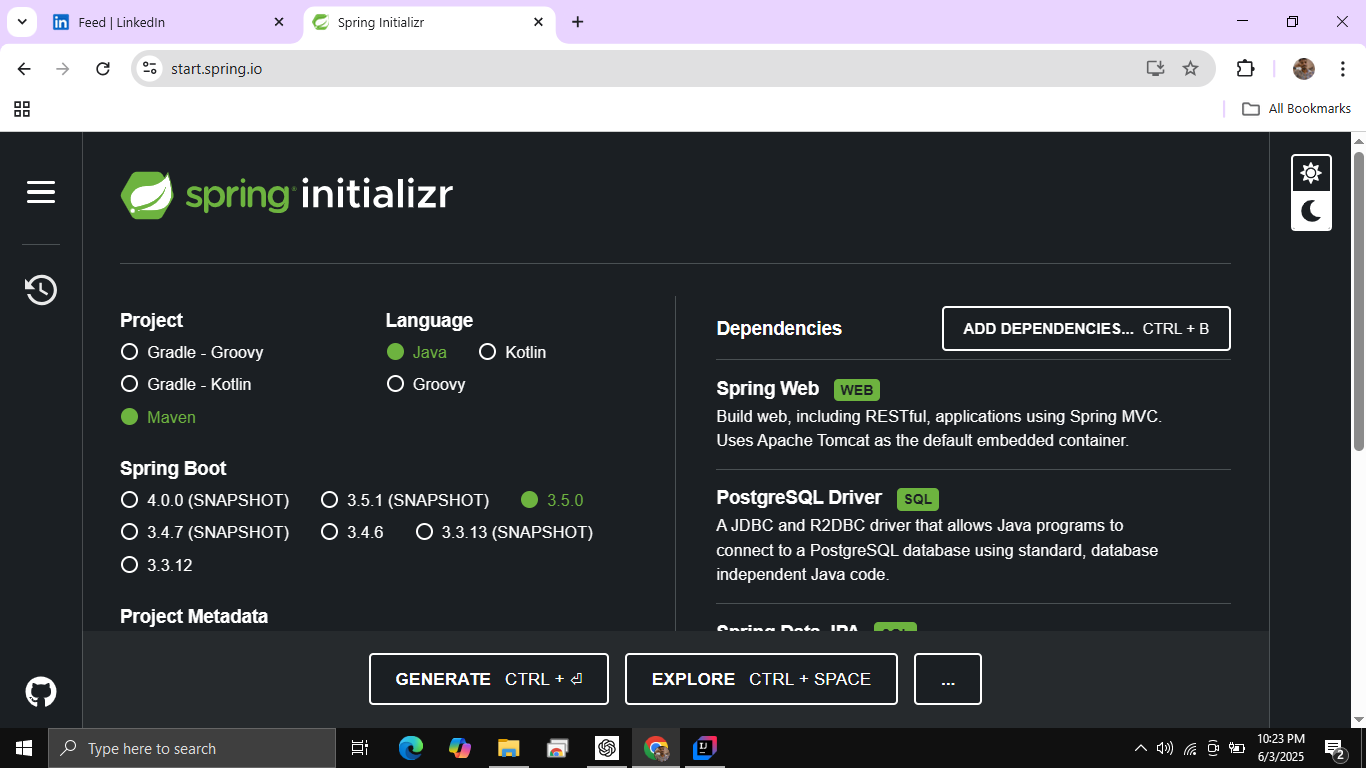 Feed | LinkedIn
Spring Initializr
start.spring.io
All Bookmarks
spring initializr
Project
Gradle - Groovy
Gradle - Kotlin
Maven
Language
Java
Kotlin
Groovy
Spring Boot
4.0.0 (SNAPSHOT)
3.5.1 (SNAPSHOT)
3.5.0
3.4.7 (SNAPSHOT)
3.4.6
3.3.13 (SNAPSHOT)
3.3.12
Project Metadata
Dependencies
ADD DEPENDENCIES... CTRL + B
Spring Web WEB
Build web, including RESTful, applications using Spring MVC.
Uses Apache Tomcat as the default embedded container.
PostgreSQL Driver SQL
A JDBC and R2DBC driver that allows Java programs to
connect to a PostgreSQL database using standard, database
independent Java code.
Spring Data JPA SQL
GENERATE CTRL + ⏎
EXPLORE CTRL + SPACE
...
Type here to search
10:23 PM
6/3/2025
2